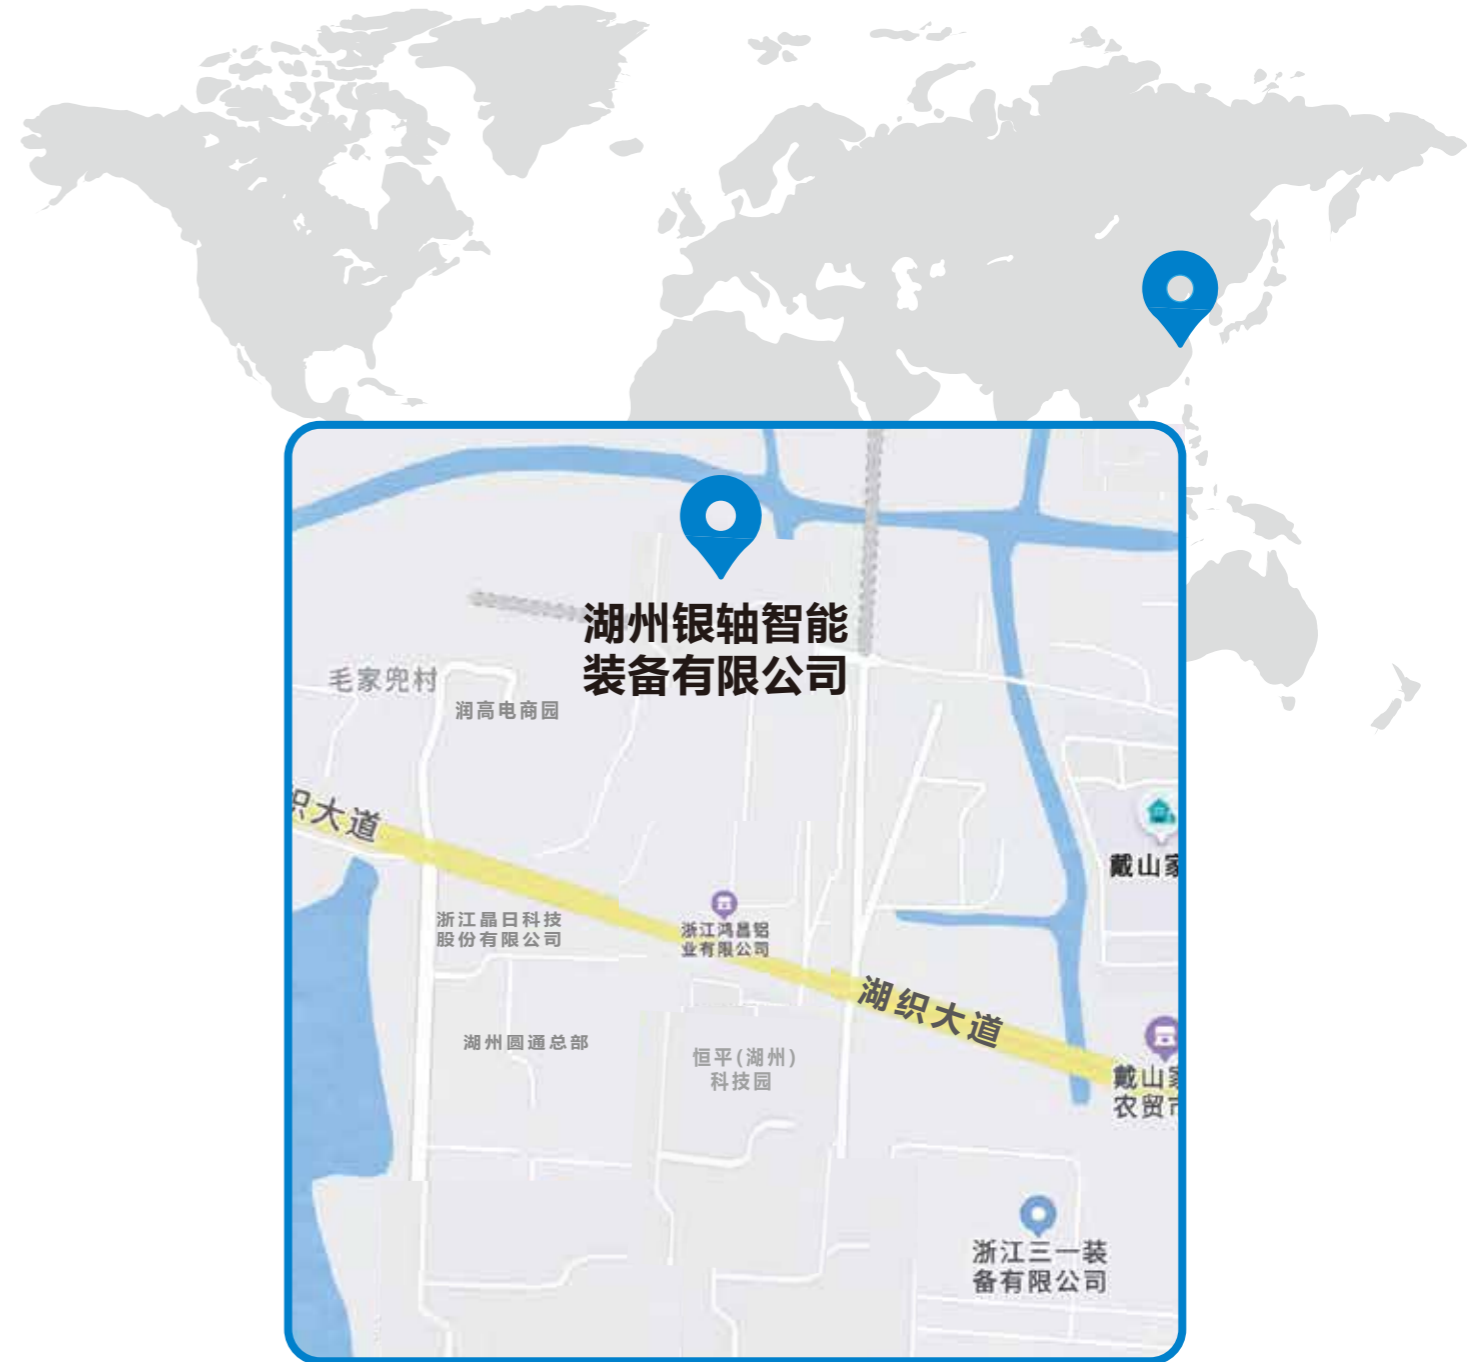 湖州银轴智能
装备有限公司
毛家兜村
润高电商园
织大道
戴山家
浙江晶日科技
股份有限公司
浙江鸿昌铝
业有限公司
湖织大道
湖州圆通总部
恒平(湖州)
科技园
戴山家
农贸市
浙江三一装
备有限公司